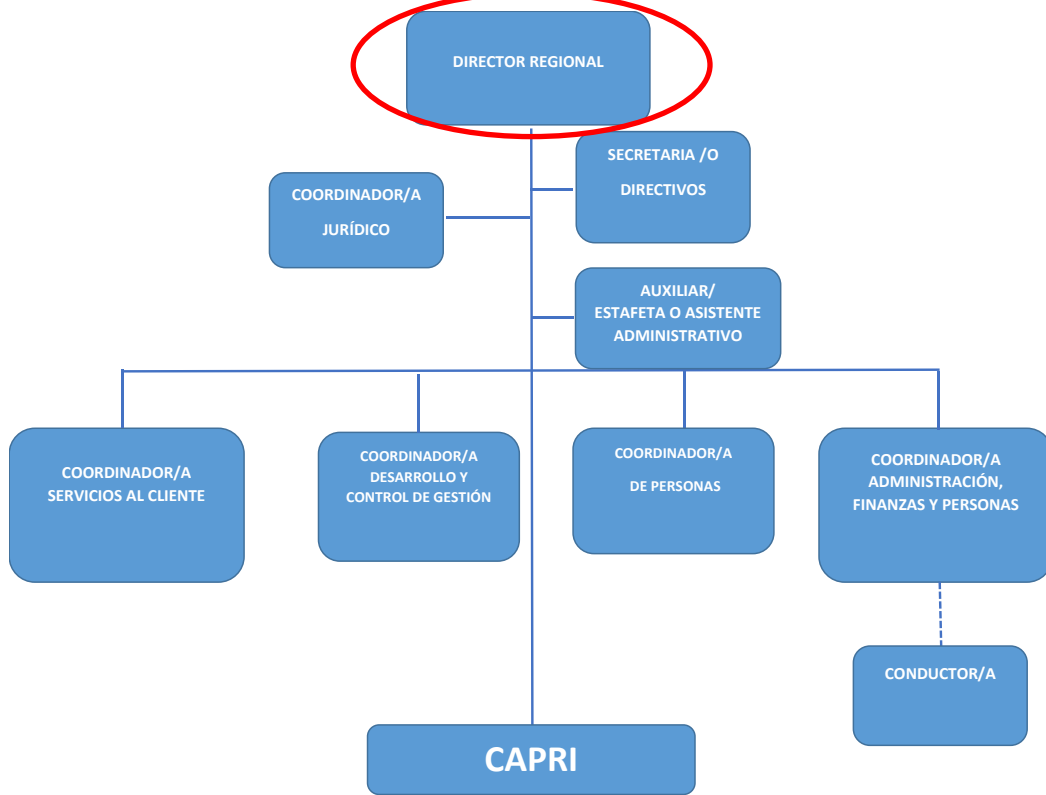 DIRECTOR REGIONAL
SECRETARIA /O
DIRECTIVOS
COORDINADOR/A
JURÍDICO
AUXILIAR/
ESTAFETA O ASISTENTE
ADMINISTRATIVO
COORDINADOR/A
SERVICIOS AL CLIENTE
COORDINADOR/A
DESARROLLO Y
CONTROL DE GESTIÓN
COORDINADOR/A
DE PERSONAS
COORDINADOR/A
ADMINISTRACIÓN,
FINANZAS Y PERSONAS
CONDUCTOR/A
CAPRI